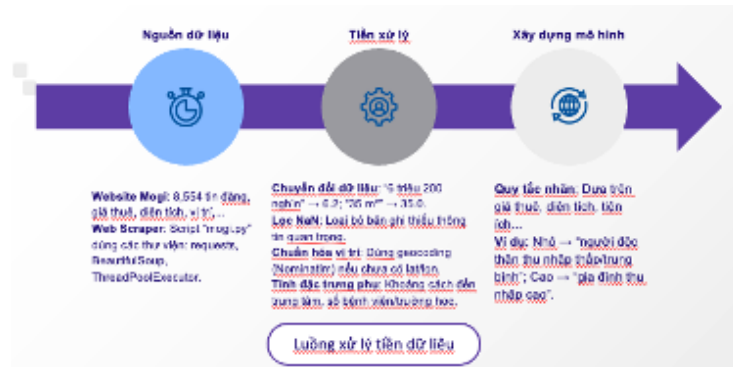 Nguồn dữ liệu
Tiền xử lý
Xây dựng mô hình
Website Mogi: 8,554 tin đăng,
giá thuê, diện tích, vị trí,...
Web Scraper: Script "mogi.py"
dùng các thư viện: requests,
BeautifulSoup,
ThreadPoolExecutor.
Chuyển đổi dữ liệu: "6 triệu 200
nghìn" → 6.2; "35 m²" → 35.0.
Lọc NaN: Loại bỏ bản ghi thiếu thông
tin quan trọng.
Chuẩn hóa vị trí: Dùng geocoding
(Nominatim) nếu chưa có lat/lon.
Tính đặc trưng phụ: Khoảng cách đến
trung tâm, số bệnh viện/trường học.
Quy tắc nhãn: Dựa trên
giá thuê, diện tích, tiện
ích...
Ví dụ: Nhỏ → "người độc
thân thu nhập thấp/trung
bình"; Cao → "gia đình thu
nhập cao".
Luồng xử lý tiền dữ liệu